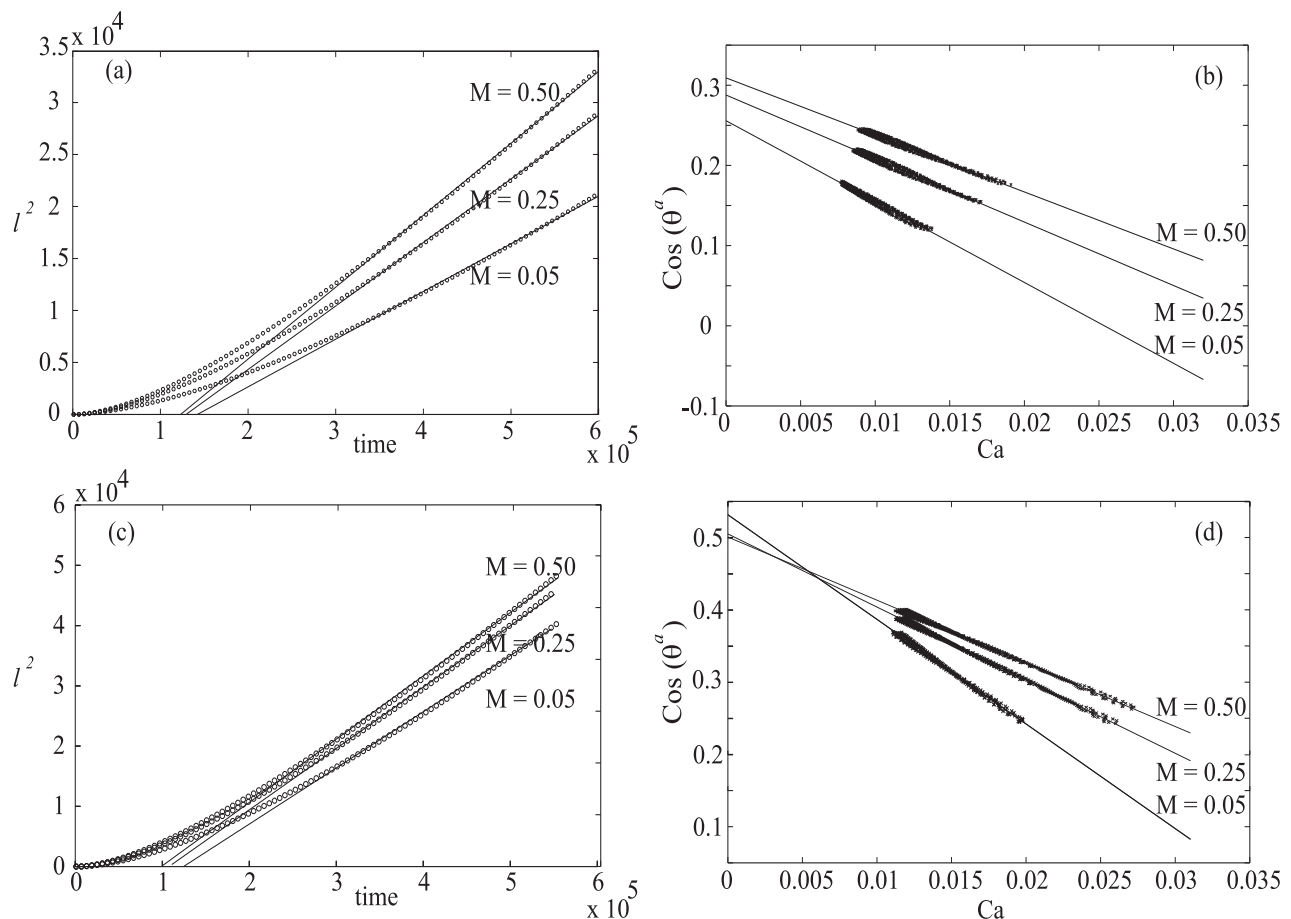 x 10^4
3.5
3
2.5
2
1.5
1
0.5
0
l^2
(a)
M = 0.50
M = 0.25
M = 0.05
0 1 2 3 4 5 6
time
x 10^5
(b)
0.3
0.2
0.1
0
-0.1
Cos (θ^a)
M = 0.50
M = 0.25
M = 0.05
0 0.005 0.01 0.015 0.02 0.025 0.03 0.035
Ca
x 10^4
6
5
4
3
2
1
0
l^2
(c)
M = 0.50
M = 0.25
M = 0.05
0 1 2 3 4 5 6
time
x 10^5
(d)
0.5
0.4
0.3
0.2
0.1
Cos (θ^a)
M = 0.50
M = 0.25
M = 0.05
0 0.005 0.01 0.015 0.02 0.025 0.03 0.035
Ca